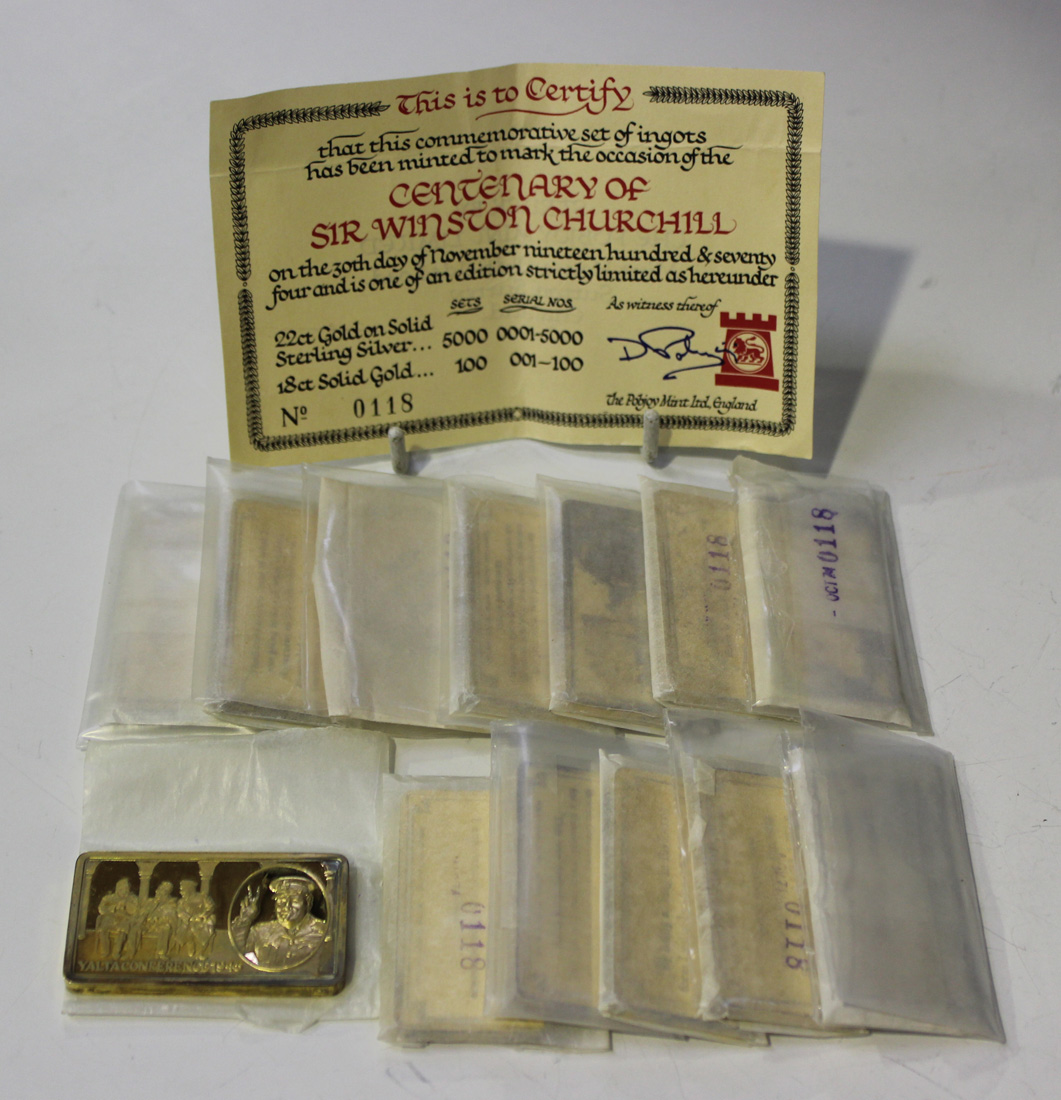 This is to Certify
that this commemorative set of ingots
has been minted to mark the occasion of the
CENTENARY OF
SIR WINSTON CHURCHILL
on the 30th day of November nineteen hundred & seventy
four and is one of an edition strictly limited as hereunder
SETS SERIAL NOS. As witness thereof
22ct Gold on Solid
Sterling Silver... 5000 0001-5000
18ct Solid Gold... 100 001-100
Nº 0118
The Pobjoy Mint Ltd., England
0118
- OCT 74 0118
0118
0118
YALTA CONFERENCE